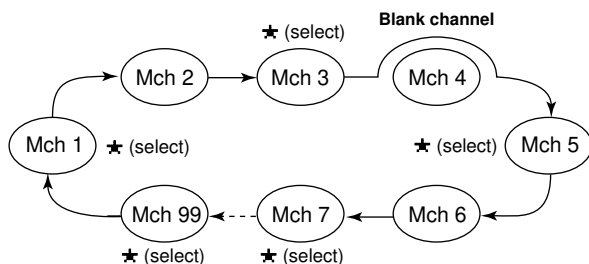 Blank channel
★ (select)
Mch 2
Mch 3
Mch 4
Mch 1
★ (select)
★ (select)
Mch 5
Mch 99
Mch 7
Mch 6
★ (select)
★ (select)